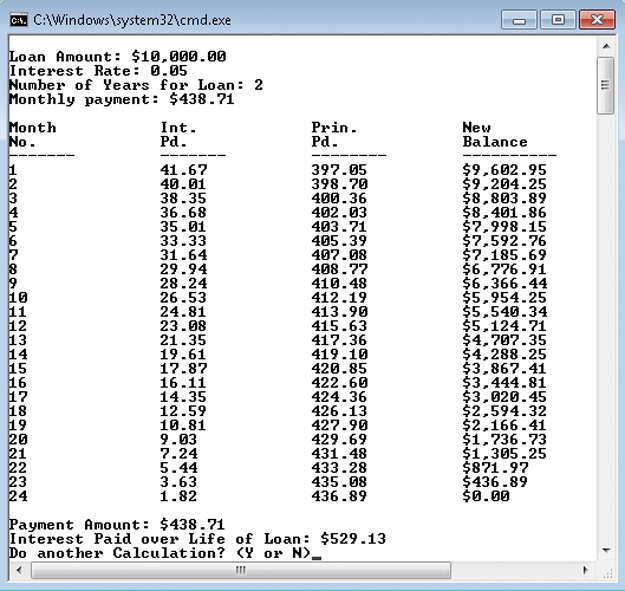 C:\Windows\system32\cmd.exe
Loan Amount: $10,000.00
Interest Rate: 0.05
Number of Years for Loan: 2
Monthly payment: $438.71
Month Int. Prin. New
No. Pd. Pd. Balance
------- ------- -------- ----------
1 41.67 397.05 $9,602.95
2 40.01 398.70 $9,204.25
3 38.35 400.36 $8,803.89
4 36.68 402.03 $8,401.86
5 35.01 403.71 $7,998.15
6 33.33 405.39 $7,592.76
7 31.64 407.08 $7,185.69
8 29.94 408.77 $6,776.91
9 28.24 410.48 $6,366.44
10 26.53 412.19 $5,954.25
11 24.81 413.90 $5,540.34
12 23.08 415.63 $5,124.71
13 21.35 417.36 $4,707.35
14 19.61 419.10 $4,288.25
15 17.87 420.85 $3,867.41
16 16.11 422.60 $3,444.81
17 14.35 424.36 $3,020.45
18 12.59 426.13 $2,594.32
19 10.81 427.90 $2,166.41
20 9.03 429.69 $1,736.73
21 7.24 431.48 $1,305.25
22 5.44 433.28 $871.97
23 3.63 435.08 $436.89
24 1.82 436.89 $0.00
Payment Amount: $438.71
Interest Paid over Life of Loan: $529.13
Do another Calculation? (Y or N)_